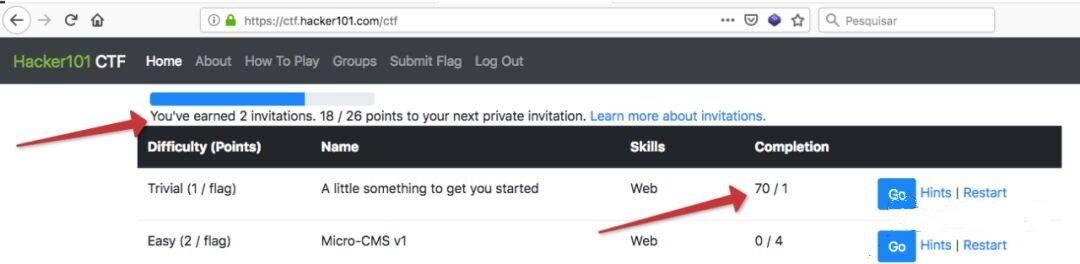 https://ctf.hacker101.com/ctf
Pesquisar
Hacker101 CTF Home About How To Play Groups Submit Flag Log Out
You've earned 2 invitations. 18 / 26 points to your next private invitation. Learn more about invitations.
Difficulty (Points) Name Skills Completion
Trivial (1 / flag) A little something to get you started Web 70 / 1 Go Hints | Restart
Easy (2 / flag) Micro-CMS v1 Web 0 / 4 Go Hints | Restart